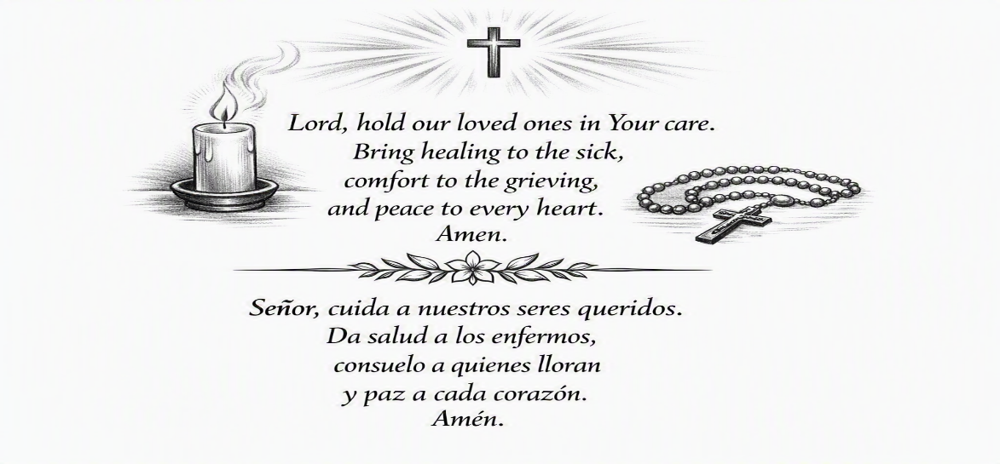 Lord, hold our loved ones in Your care.
Bring healing to the sick,
comfort to the grieving,
and peace to every heart.
Amen.
Señor, cuida a nuestros seres queridos.
Da salud a los enfermos,
consuelo a quienes lloran
y paz a cada corazón.
Amén.